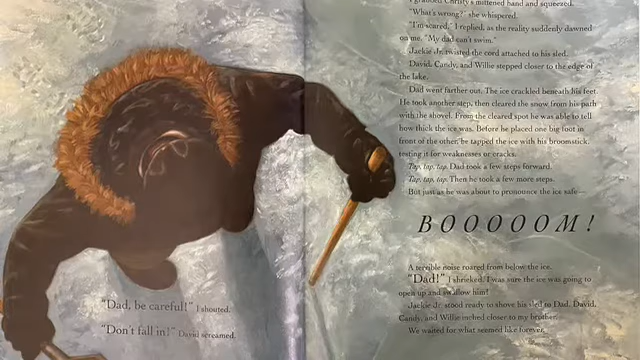 "Dad, be careful!" I shouted.
"Don't fall in!" David screamed.
I grabbed Christy's mittened hand and squeezed.
"What's wrong?" she whispered.
"I'm scared," I replied, as the reality suddenly dawned
on me. "My dad can't swim."
Jackie Jr. twisted the cord attached to his sled.
David, Candy, and Willie stepped closer to the edge of
the lake.
Dad went farther out. The ice crackled beneath his feet.
He took another step, then cleared the snow from his path
with the shovel. From the cleared spot he was able to tell
how thick the ice was. Before he placed one big foot in
front of the other, he tapped the ice with his broomstick,
testing it for weaknesses or cracks.
Tap, tap, tap. Dad took a few steps forward.
Tap, tap, tap. Then he took a few more steps.
But just as he was about to pronounce the ice safe—
BOOOOOM!
A terrible noise roared from below the ice.
"Dad!" I shrieked. I was sure the ice was going to
open up and swallow him!
Jackie Jr. stood ready to shove his sled to Dad. David,
Candy, and Willie inched closer to my brother.
We waited for what seemed like forever.